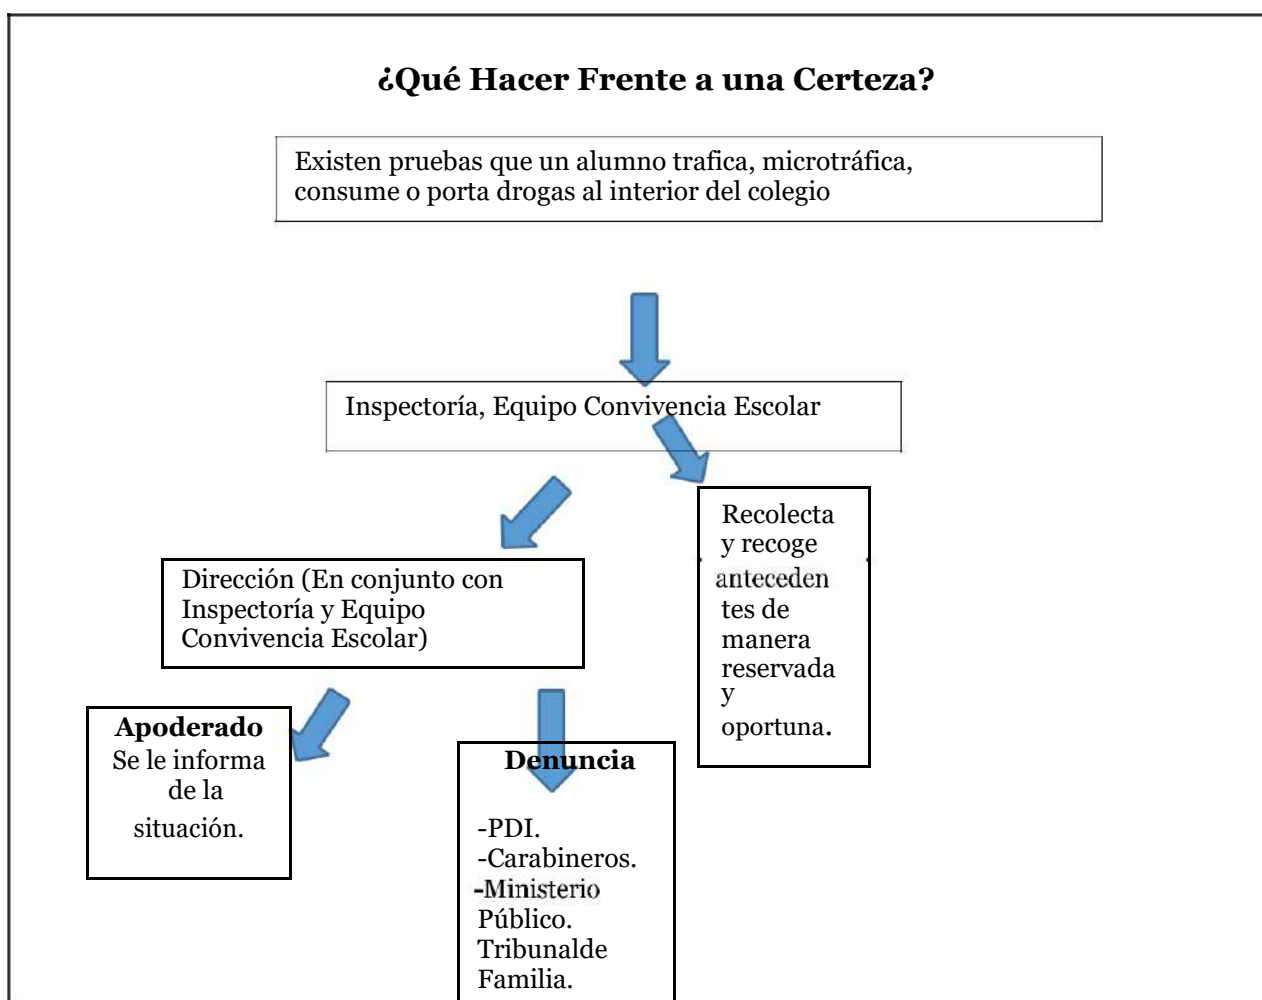 ¿Qué Hacer Frente a una Certeza?
Existen pruebas que un alumno trafica, microtráfica,
consume o porta drogas al interior del colegio
Inspectoría, Equipo Convivencia Escolar
Recolecta
y recoge
anteceden
tes de
manera
reservada
y
oportuna.
Dirección (En conjunto con
Inspectoría y Equipo
Convivencia Escolar)
Apoderado
Se le informa
de la
situación.
Denuncia
-PDI.
-Carabineros.
-Ministerio
Público.
Tribunalde
Familia.